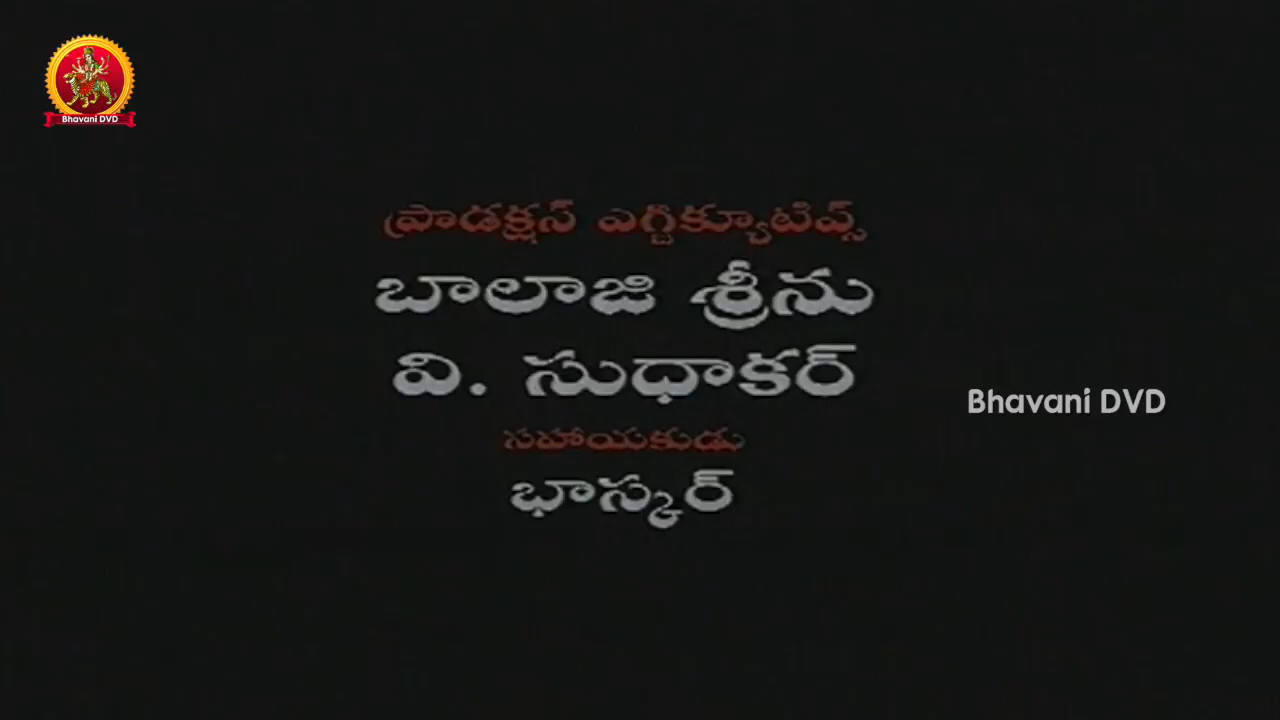 Bhavani DVD
ప్రొడక్షన్ ఎగ్జిక్యూటివ్స్
బాలాజి శ్రీను
వి. సుధాకర్
Bhavani DVD
సహాయకుడు
భాస్కర్